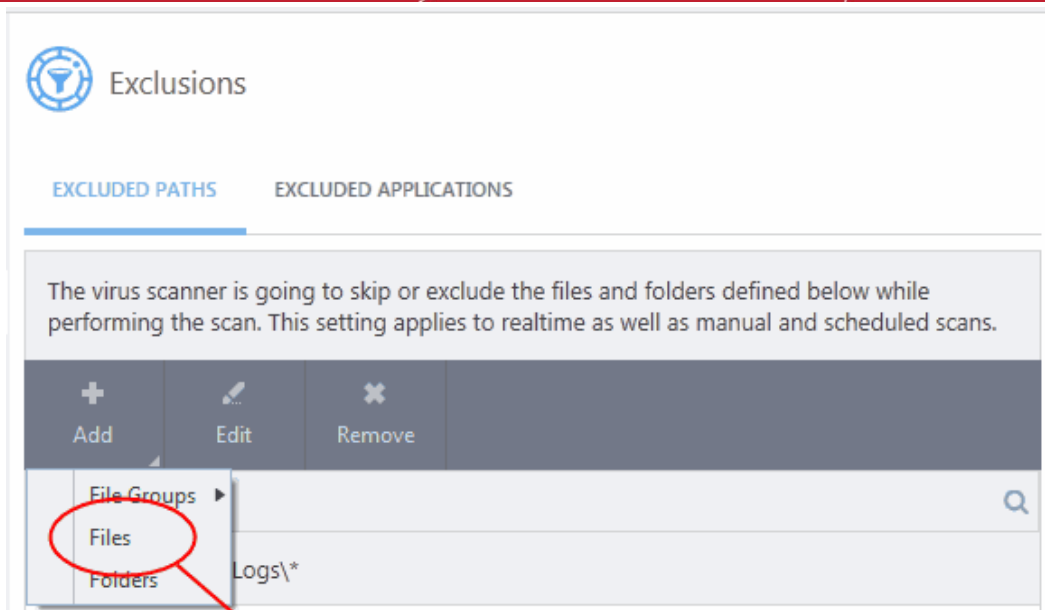 Exclusions
EXCLUDED PATHS EXCLUDED APPLICATIONS
The virus scanner is going to skip or exclude the files and folders defined below while
performing the scan. This setting applies to realtime as well as manual and scheduled scans.
Add Edit Remove
File Groups
Files
Folders
Logs\*